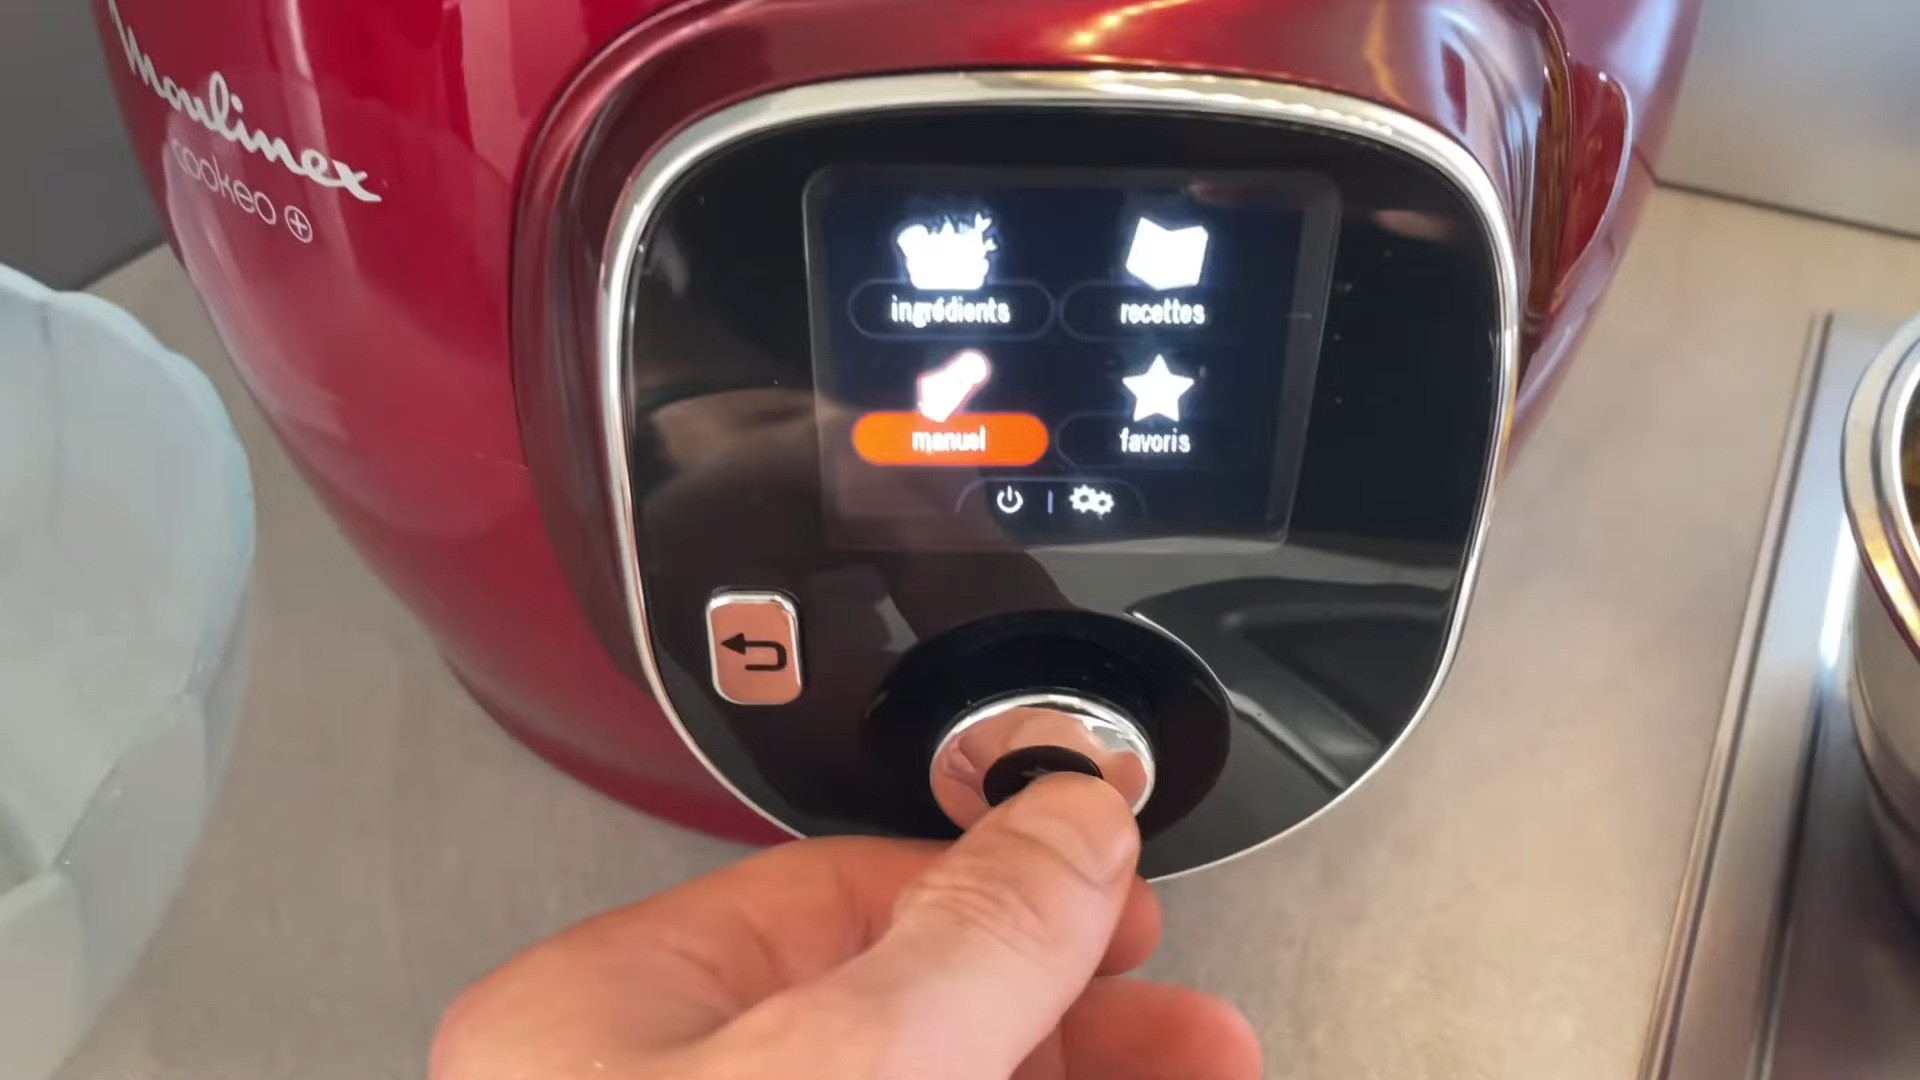 Moulinex
cookeo +
ingrédients
recettes
manuel
favoris